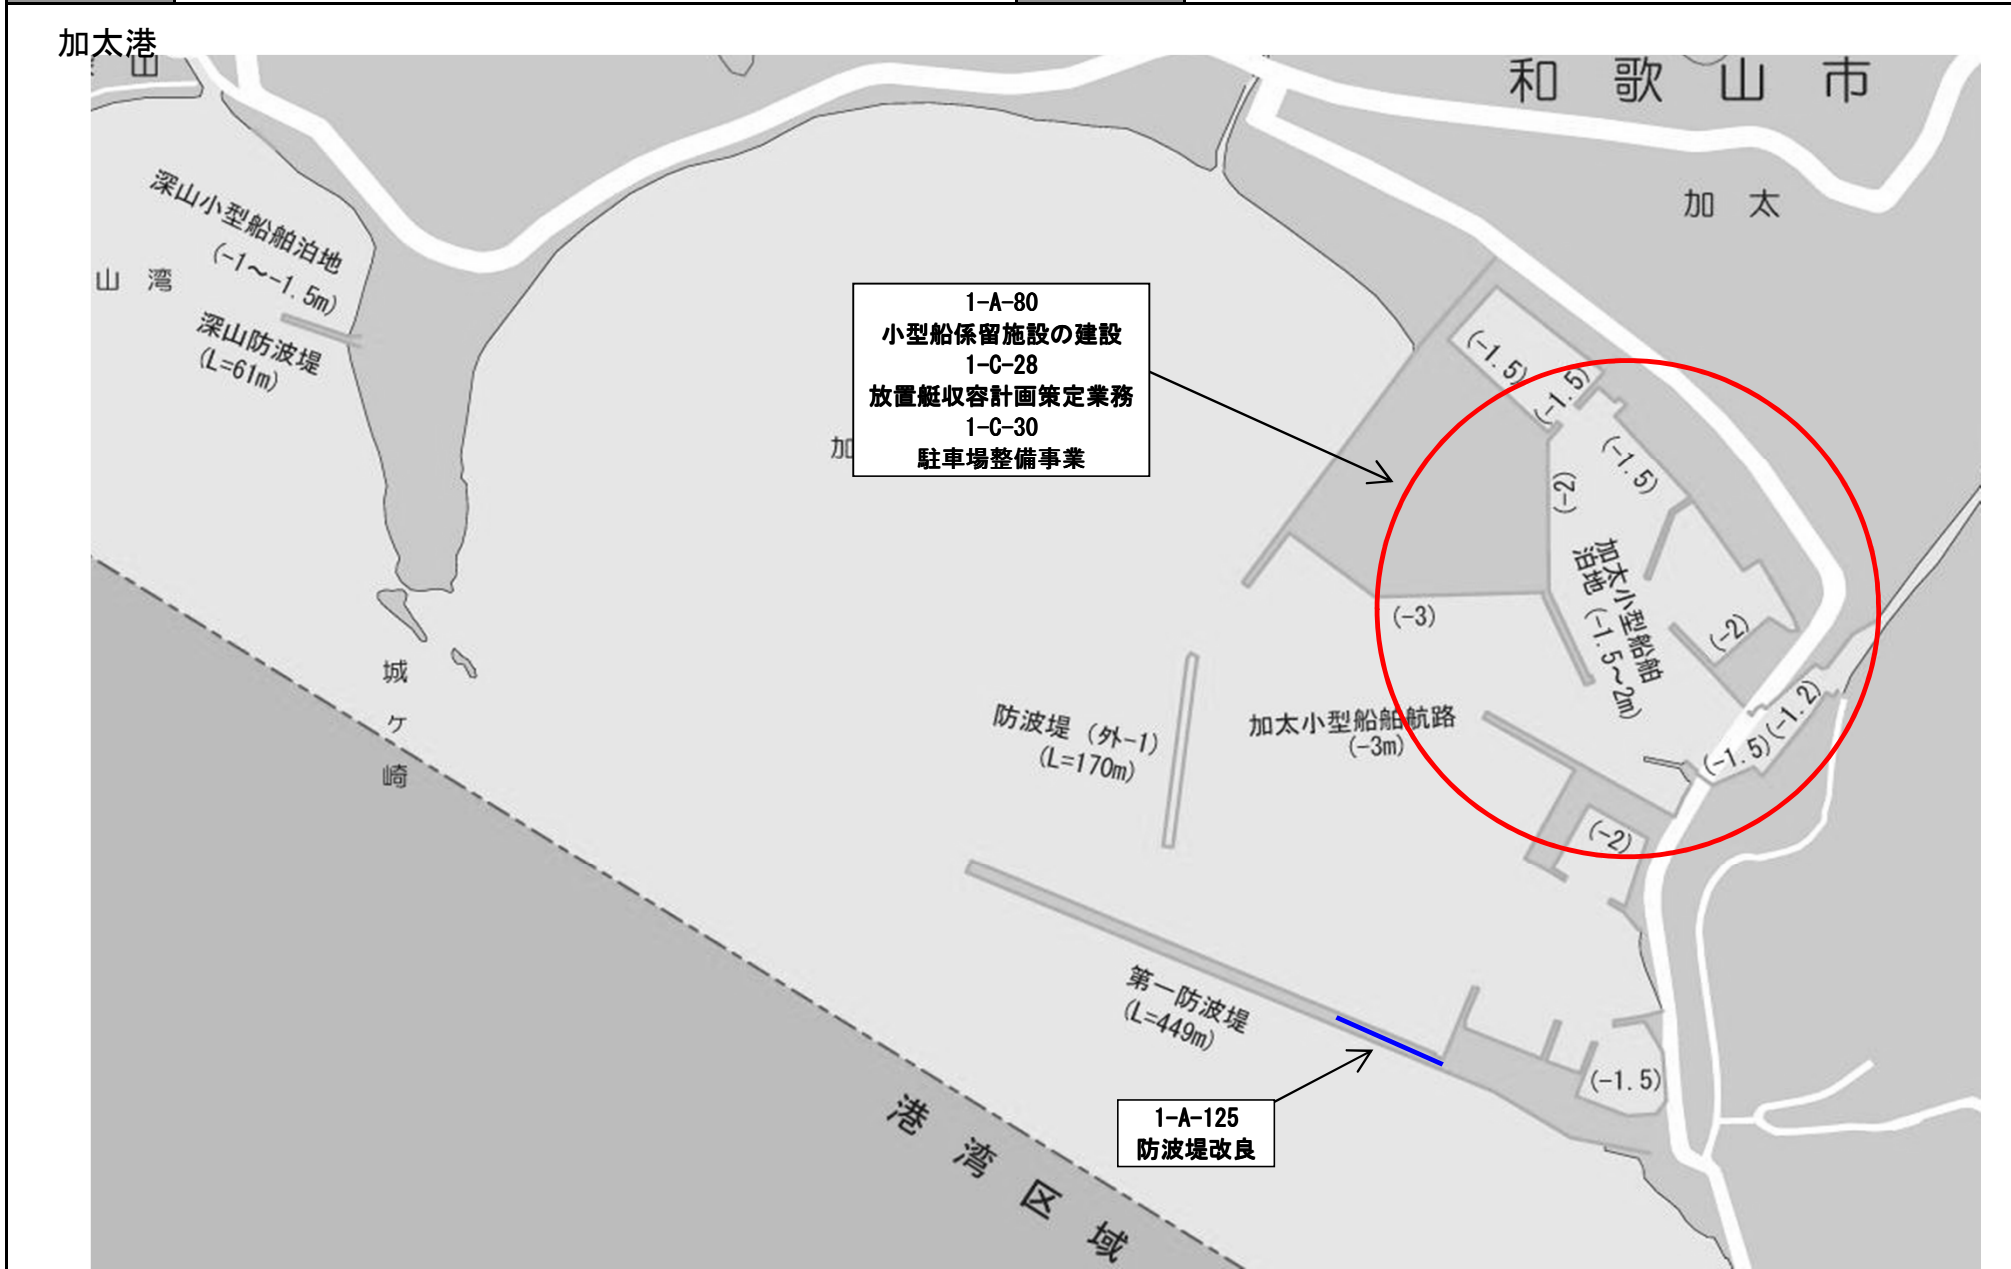 加太港
山
和歌山市
加太
深山小型船舶泊地
(-1～-1.5m)
山湾
深山防波堤
(L=61m)
1-A-80
小型船係留施設の建設
1-C-28
放置艇収容計画策定業務
1-C-30
駐車場整備事業
加
(-1.5)
(-1.5)
(-1.5)
(-2)
加太小型船舶
泊地(-1.5～2m)
(-3)
(-2)
城ヶ崎
防波堤(外-1)
(L=170m)
加太小型船舶航路
(-3m)
(-1.2)
(-1.5)
(-2)
第一防波堤
(L=449m)
(-1.5)
1-A-125
防波堤改良
港湾区域